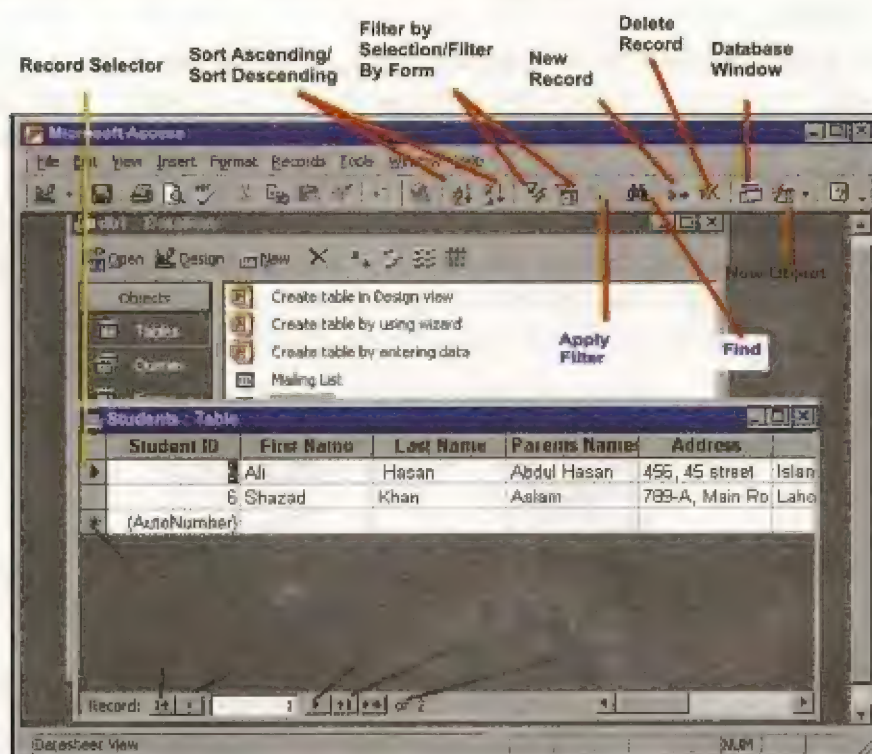 Filter by
Selection/Filter
By Form
Delete
Record
Record Selector
Sort Ascending/
Sort Descending
New
Record
Database
Window
Microsoft Access
File Edit View Insert Format Records Tools
Open Design New
Objects
Tables
Create table in Design view
Create table by using wizard
Create table by entering data
Mailing List
New Object
Apply
Filter
Find
Students : Table
Student ID First Name Last Name Parents Names Address
Ali Hasan Abdul Hasan 456, 45 street Islan
6 Shazad Khan Aslam 789-A, Main Ro Laho
(AutoNumber)
Record: 1 of 2
Datasheet View NUM